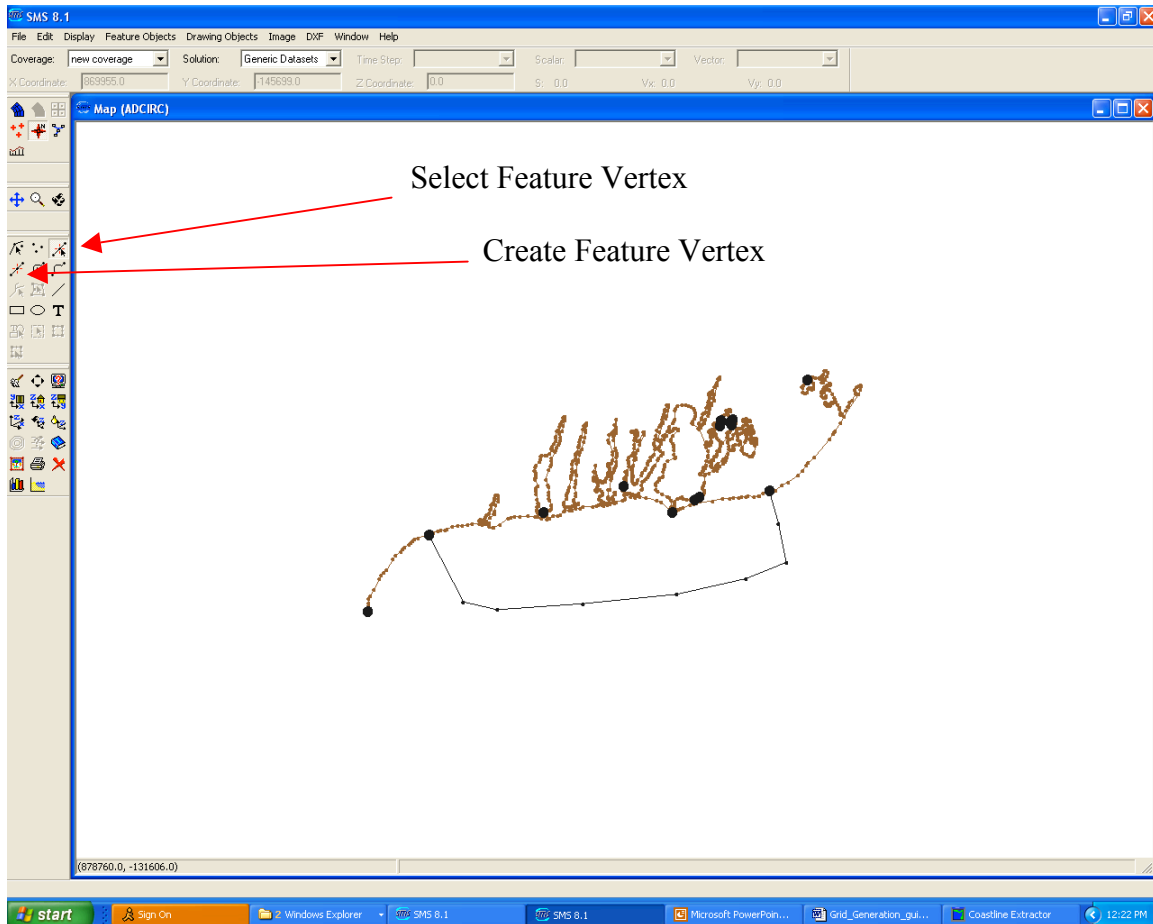 SMS 8.1
File Edit Display Feature Objects Drawing Objects Image DXF Window Help
Coverage: new coverage Solution: Generic Datasets Time Step: Scalar: Vector:
X Coordinate: 869955.0 Y Coordinate: -145699.0 Z Coordinate: 0.0 S: 0.0 Vx: 0.0 Vy: 0.0
Map (ADCIRC)
Select Feature Vertex
Create Feature Vertex
T
(878760.0, -131606.0)
start Sign On 2 Windows Explorer SMS 8.1 SMS 8.1 Microsoft PowerPoin... Grid_Generation_gui... Coastline Extractor 12:22 PM